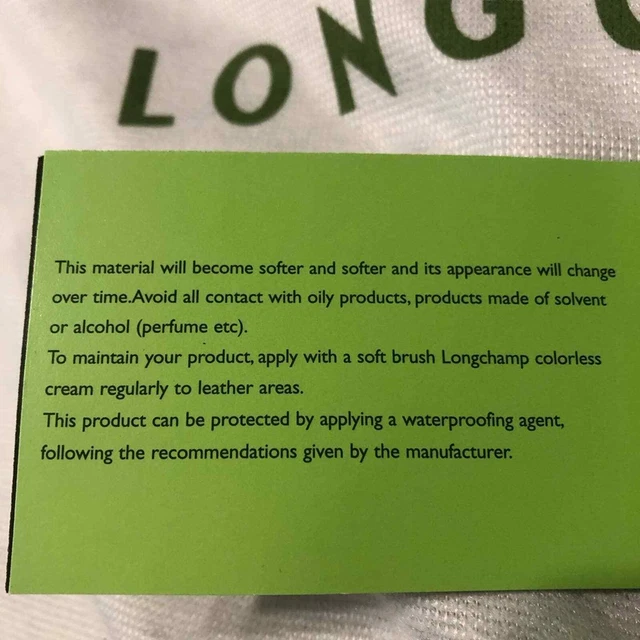 LONG
This material will become softer and softer and its appearance will change
over time.Avoid all contact with oily products, products made of solvent
or alcohol (perfume etc).
To maintain your product, apply with a soft brush Longchamp colorless
cream regularly to leather areas.
This product can be protected by applying a waterproofing agent,
following the recommendations given by the manufacturer.